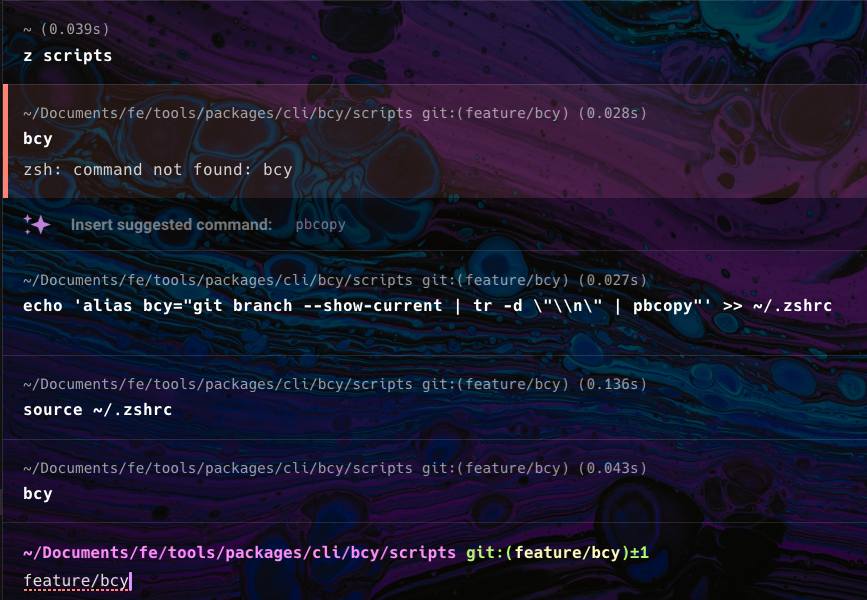 ~ (0.039s)
z scripts
~/Documents/fe/tools/packages/cli/bcy/scripts git:(feature/bcy) (0.028s)
bcy
zsh: command not found: bcy
Insert suggested command: pbcopy
~/Documents/fe/tools/packages/cli/bcy/scripts git:(feature/bcy) (0.027s)
echo 'alias bcy="git branch --show-current | tr -d \"\\n\" | pbcopy"' >> ~/.zshrc
~/Documents/fe/tools/packages/cli/bcy/scripts git:(feature/bcy) (0.136s)
source ~/.zshrc
~/Documents/fe/tools/packages/cli/bcy/scripts git:(feature/bcy) (0.043s)
bcy
~/Documents/fe/tools/packages/cli/bcy/scripts git:(feature/bcy)±1
feature/bcy